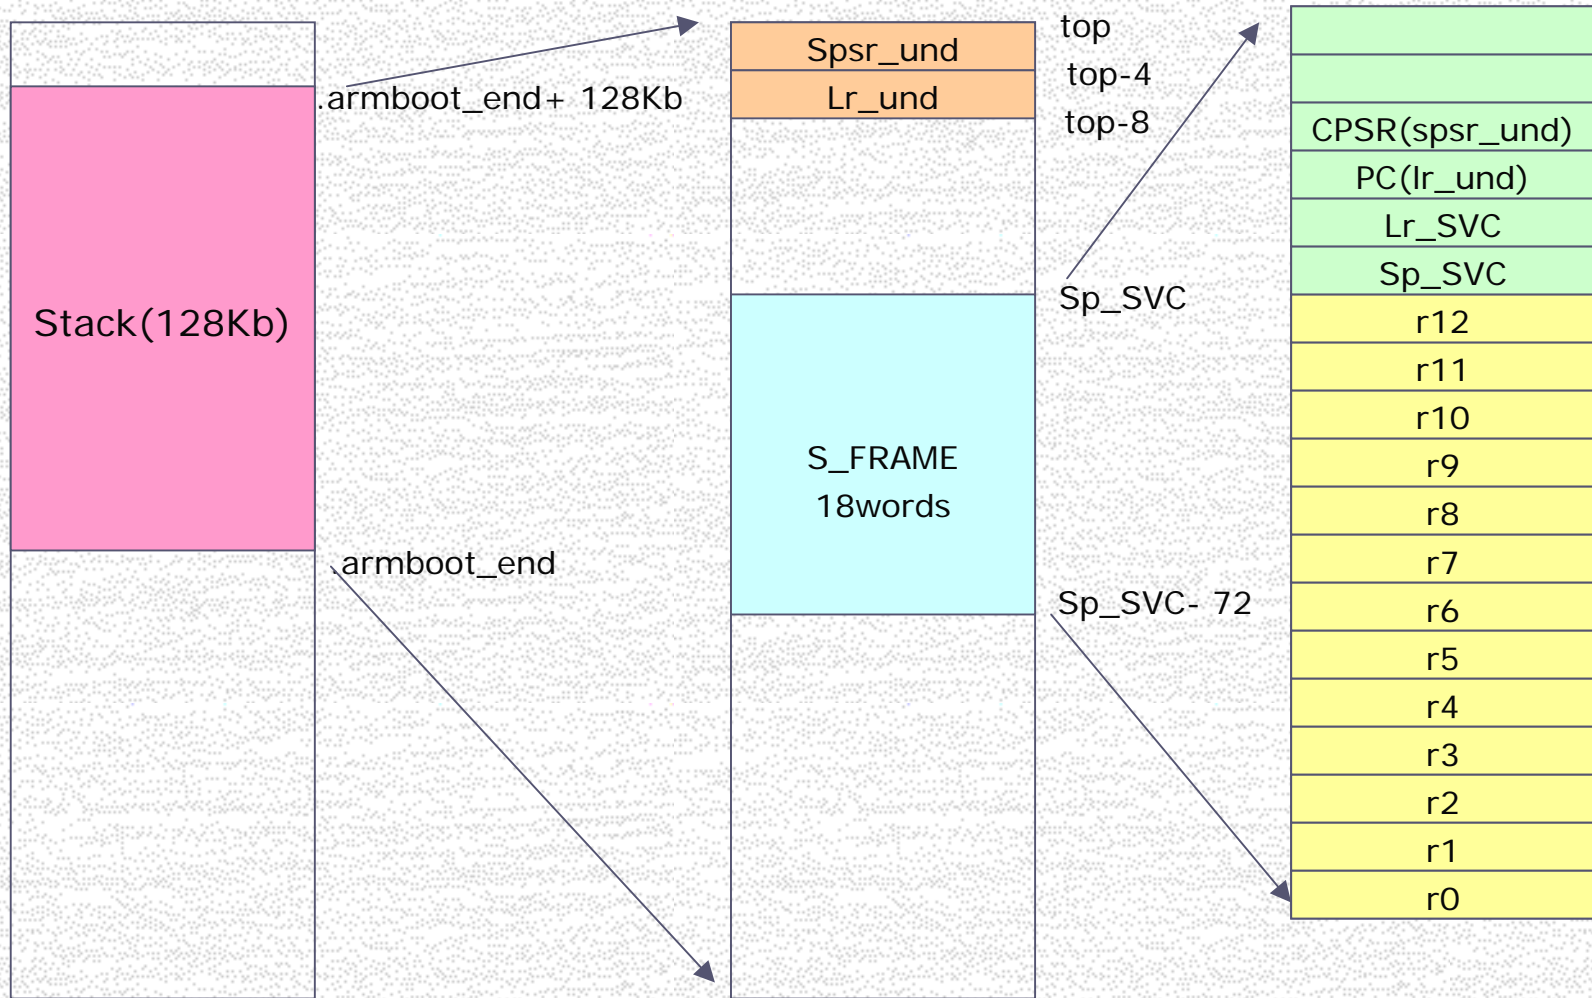 .armboot_end+ 128Kb
Stack(128Kb)
.armboot_end
Spsr_und
Lr_und
S_FRAME
18words
top
top-4
top-8
Sp_SVC
Sp_SVC- 72
CPSR(spsr_und)
PC(lr_und)
Lr_SVC
Sp_SVC
r12
r11
r10
r9
r8
r7
r6
r5
r4
r3
r2
r1
r0